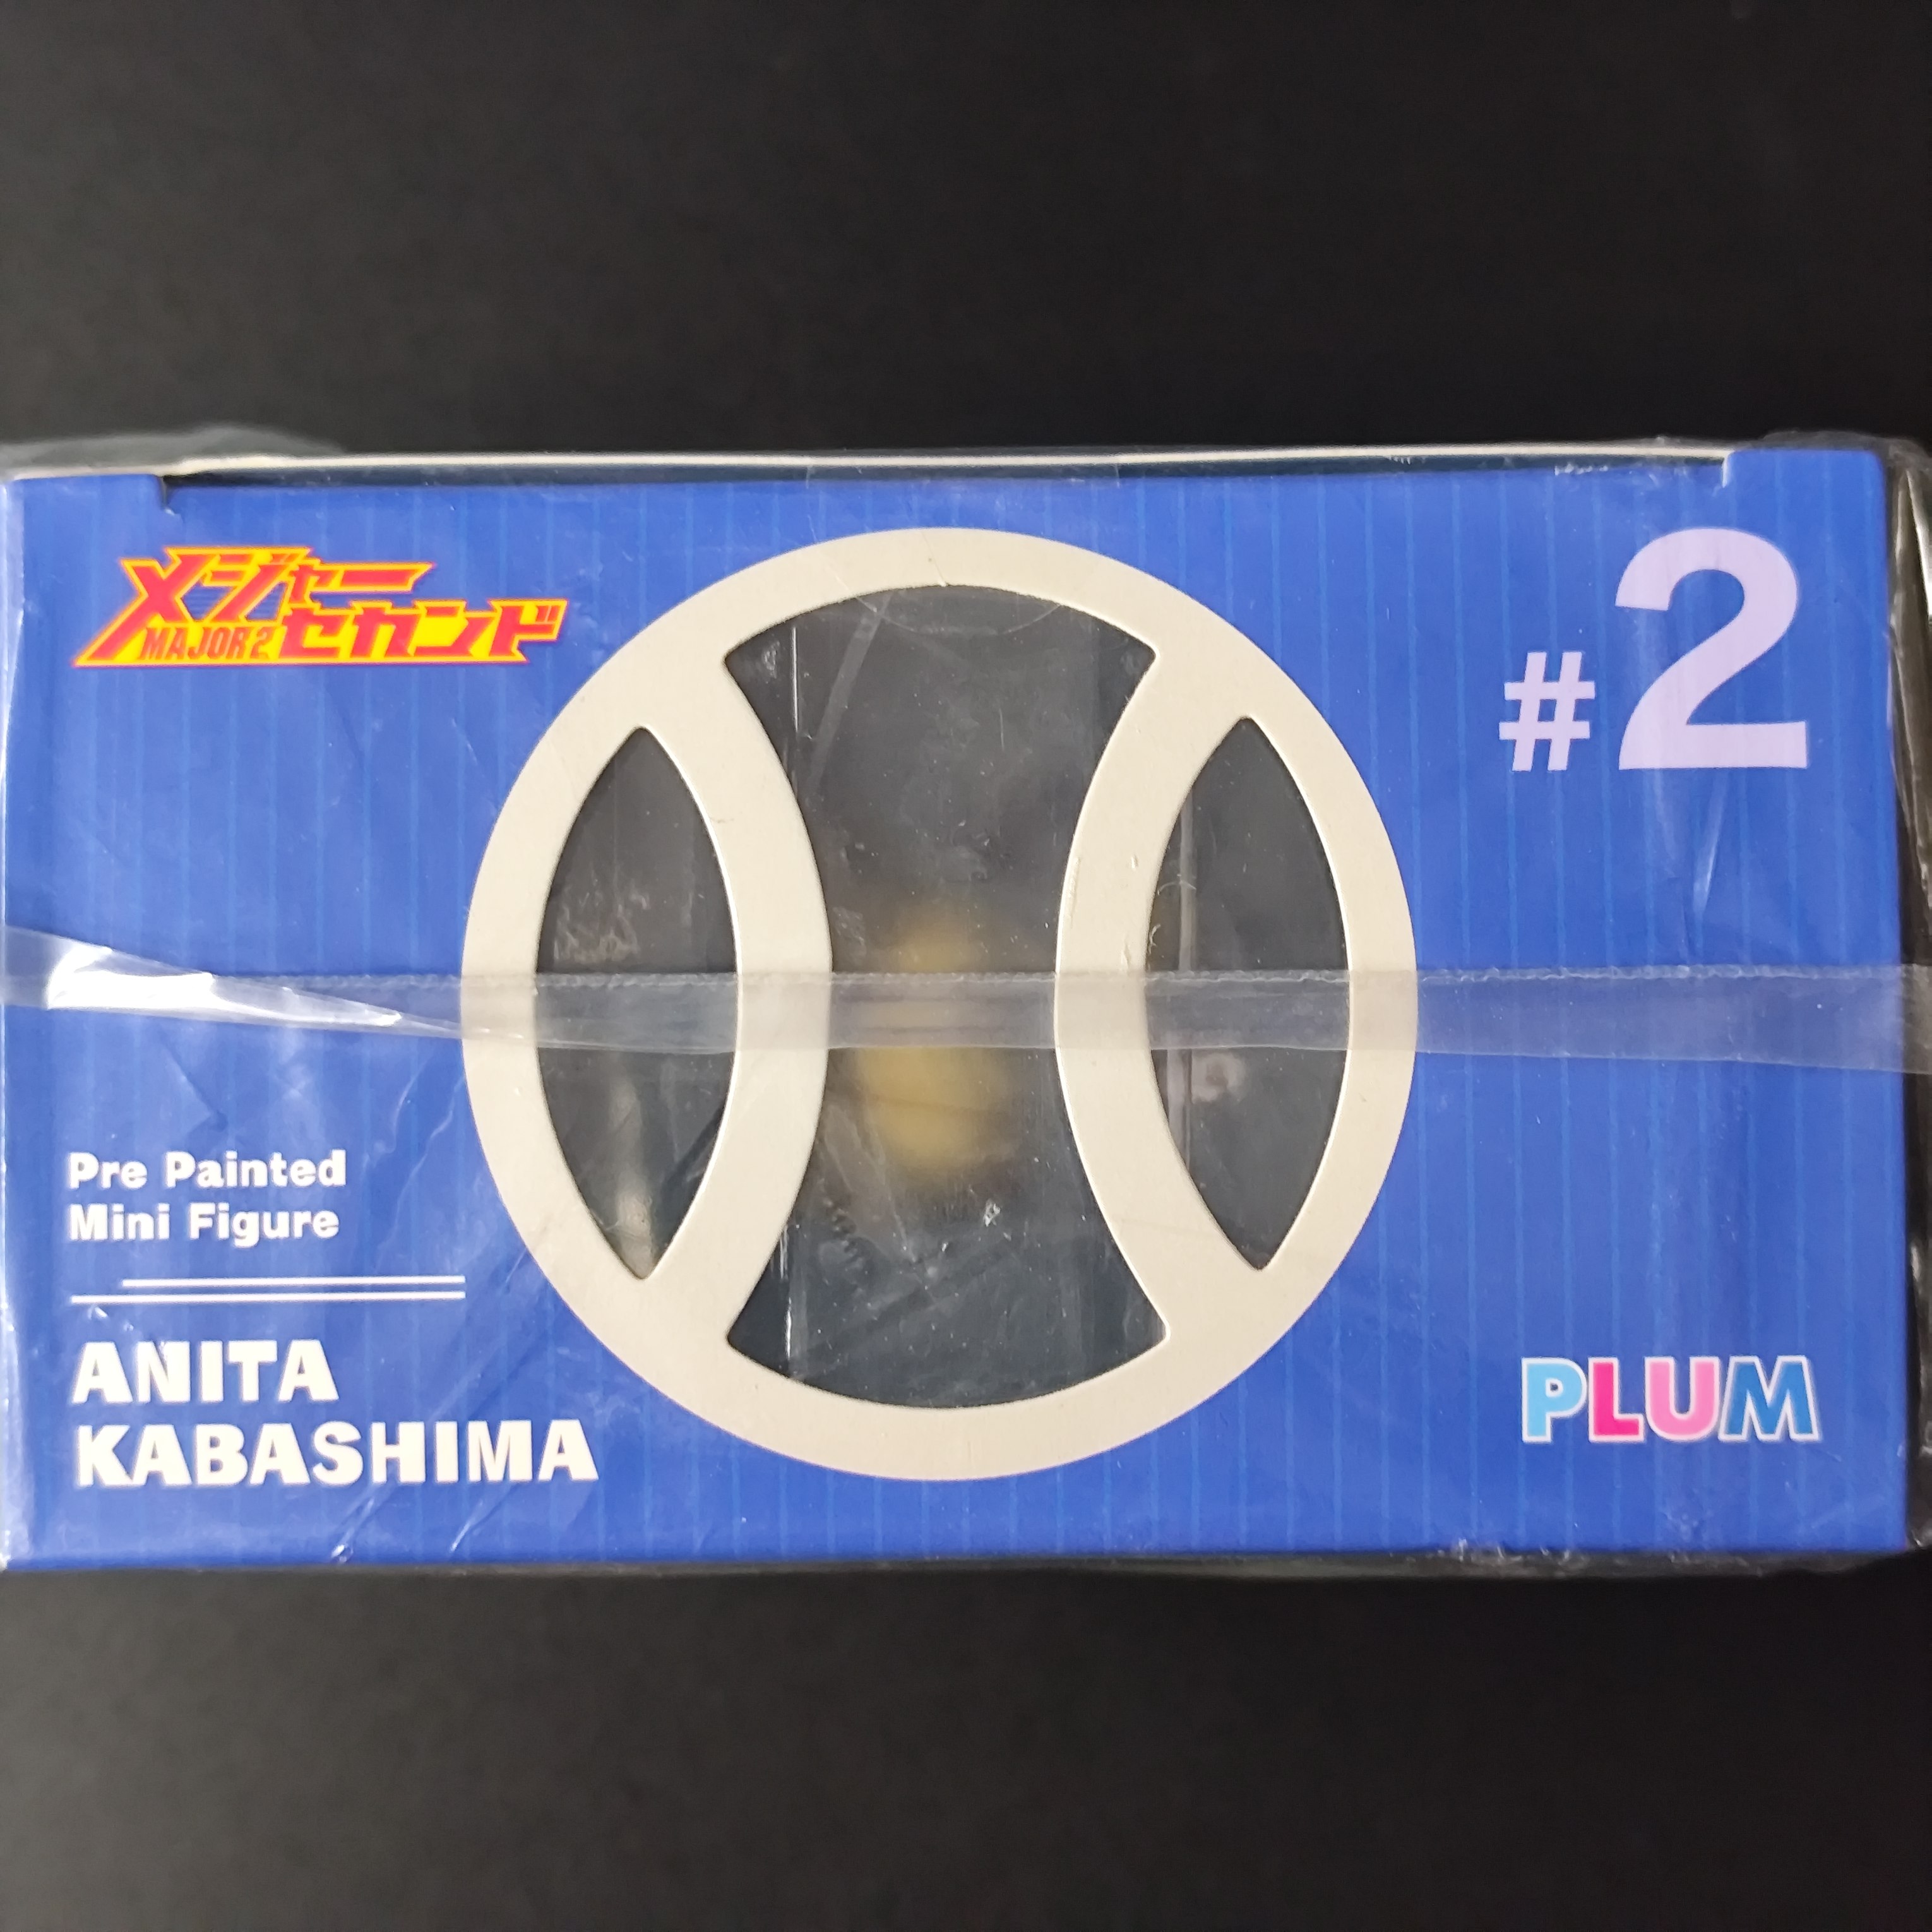 メジャー
MAJOR 2 セカンド
#2
Pre Painted
Mini Figure
ANITA
KABASHIMA
PLUM